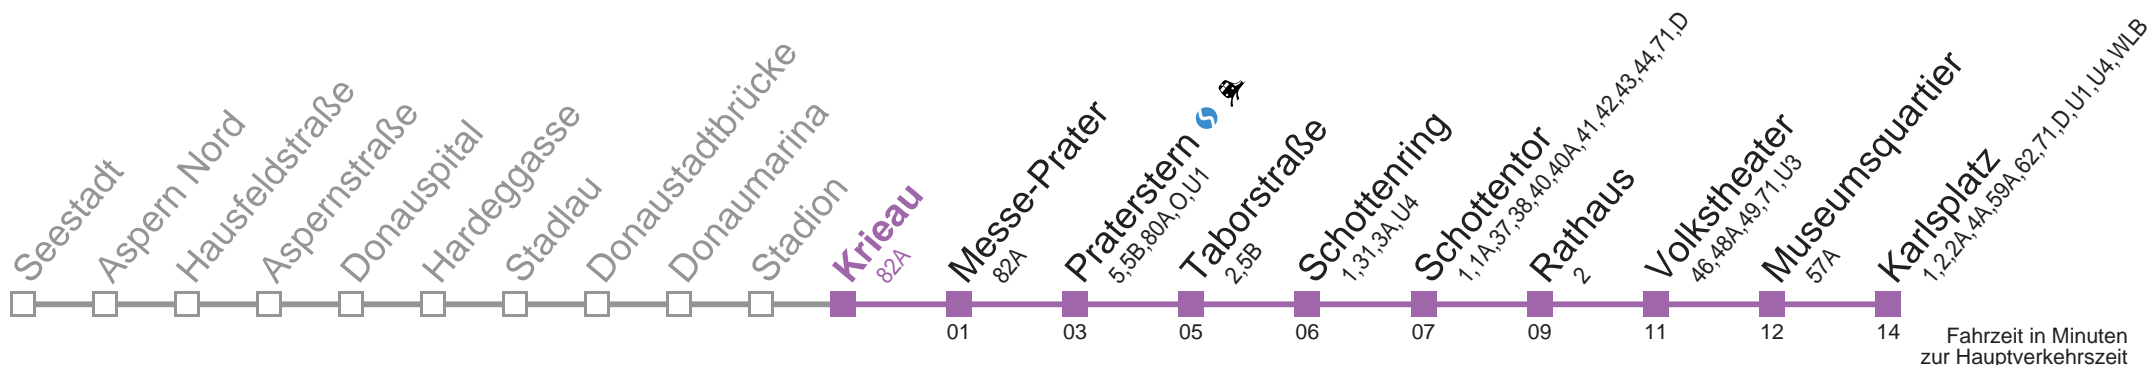 Seestadt
Aspern Nord
Hausfeldstraße
Aspernstraße
Donauspital
Hardeggasse
Stadlau
Donaustadtbrücke
Donaumarina
Stadion
Krieau
82A
Messe-Prater
82A
Praterstern
5,5B,80A,O,U1
Taborstraße
2,5B
Schottenring
1,31,3A,U4
Schottentor
1,1A,37,38,40,40A,41,42,43,44,71,D
Rathaus
2
Volkstheater
46,48A,49,71,U3
Museumsquartier
57A
Karlsplatz
1,2,2A,4A,59A,62,71,D,U1,U4,WLB
01 03 05 06 07 09 11 12 14
Fahrzeit in Minuten
zur Hauptverkehrszeit